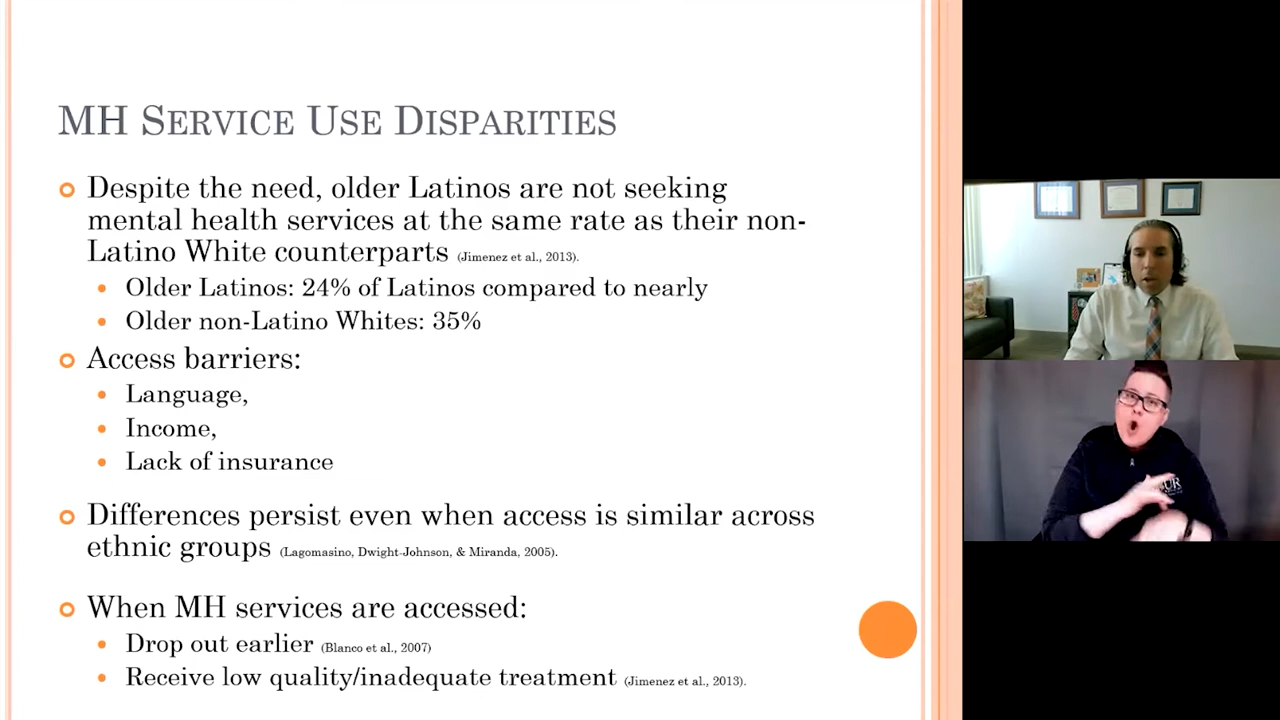 MH Service Use Disparities
Despite the need, older Latinos are not seeking
mental health services at the same rate as their non-
Latino White counterparts (Jimenez et al., 2013).
Older Latinos: 24% of Latinos compared to nearly
Older non-Latino Whites: 35%
Access barriers:
Language,
Income,
Lack of insurance
Differences persist even when access is similar across
ethnic groups (Lagomasino, Dwight-Johnson, & Miranda, 2005).
When MH services are accessed:
Drop out earlier (Blanco et al., 2007)
Receive low quality/inadequate treatment (Jimenez et al., 2013).